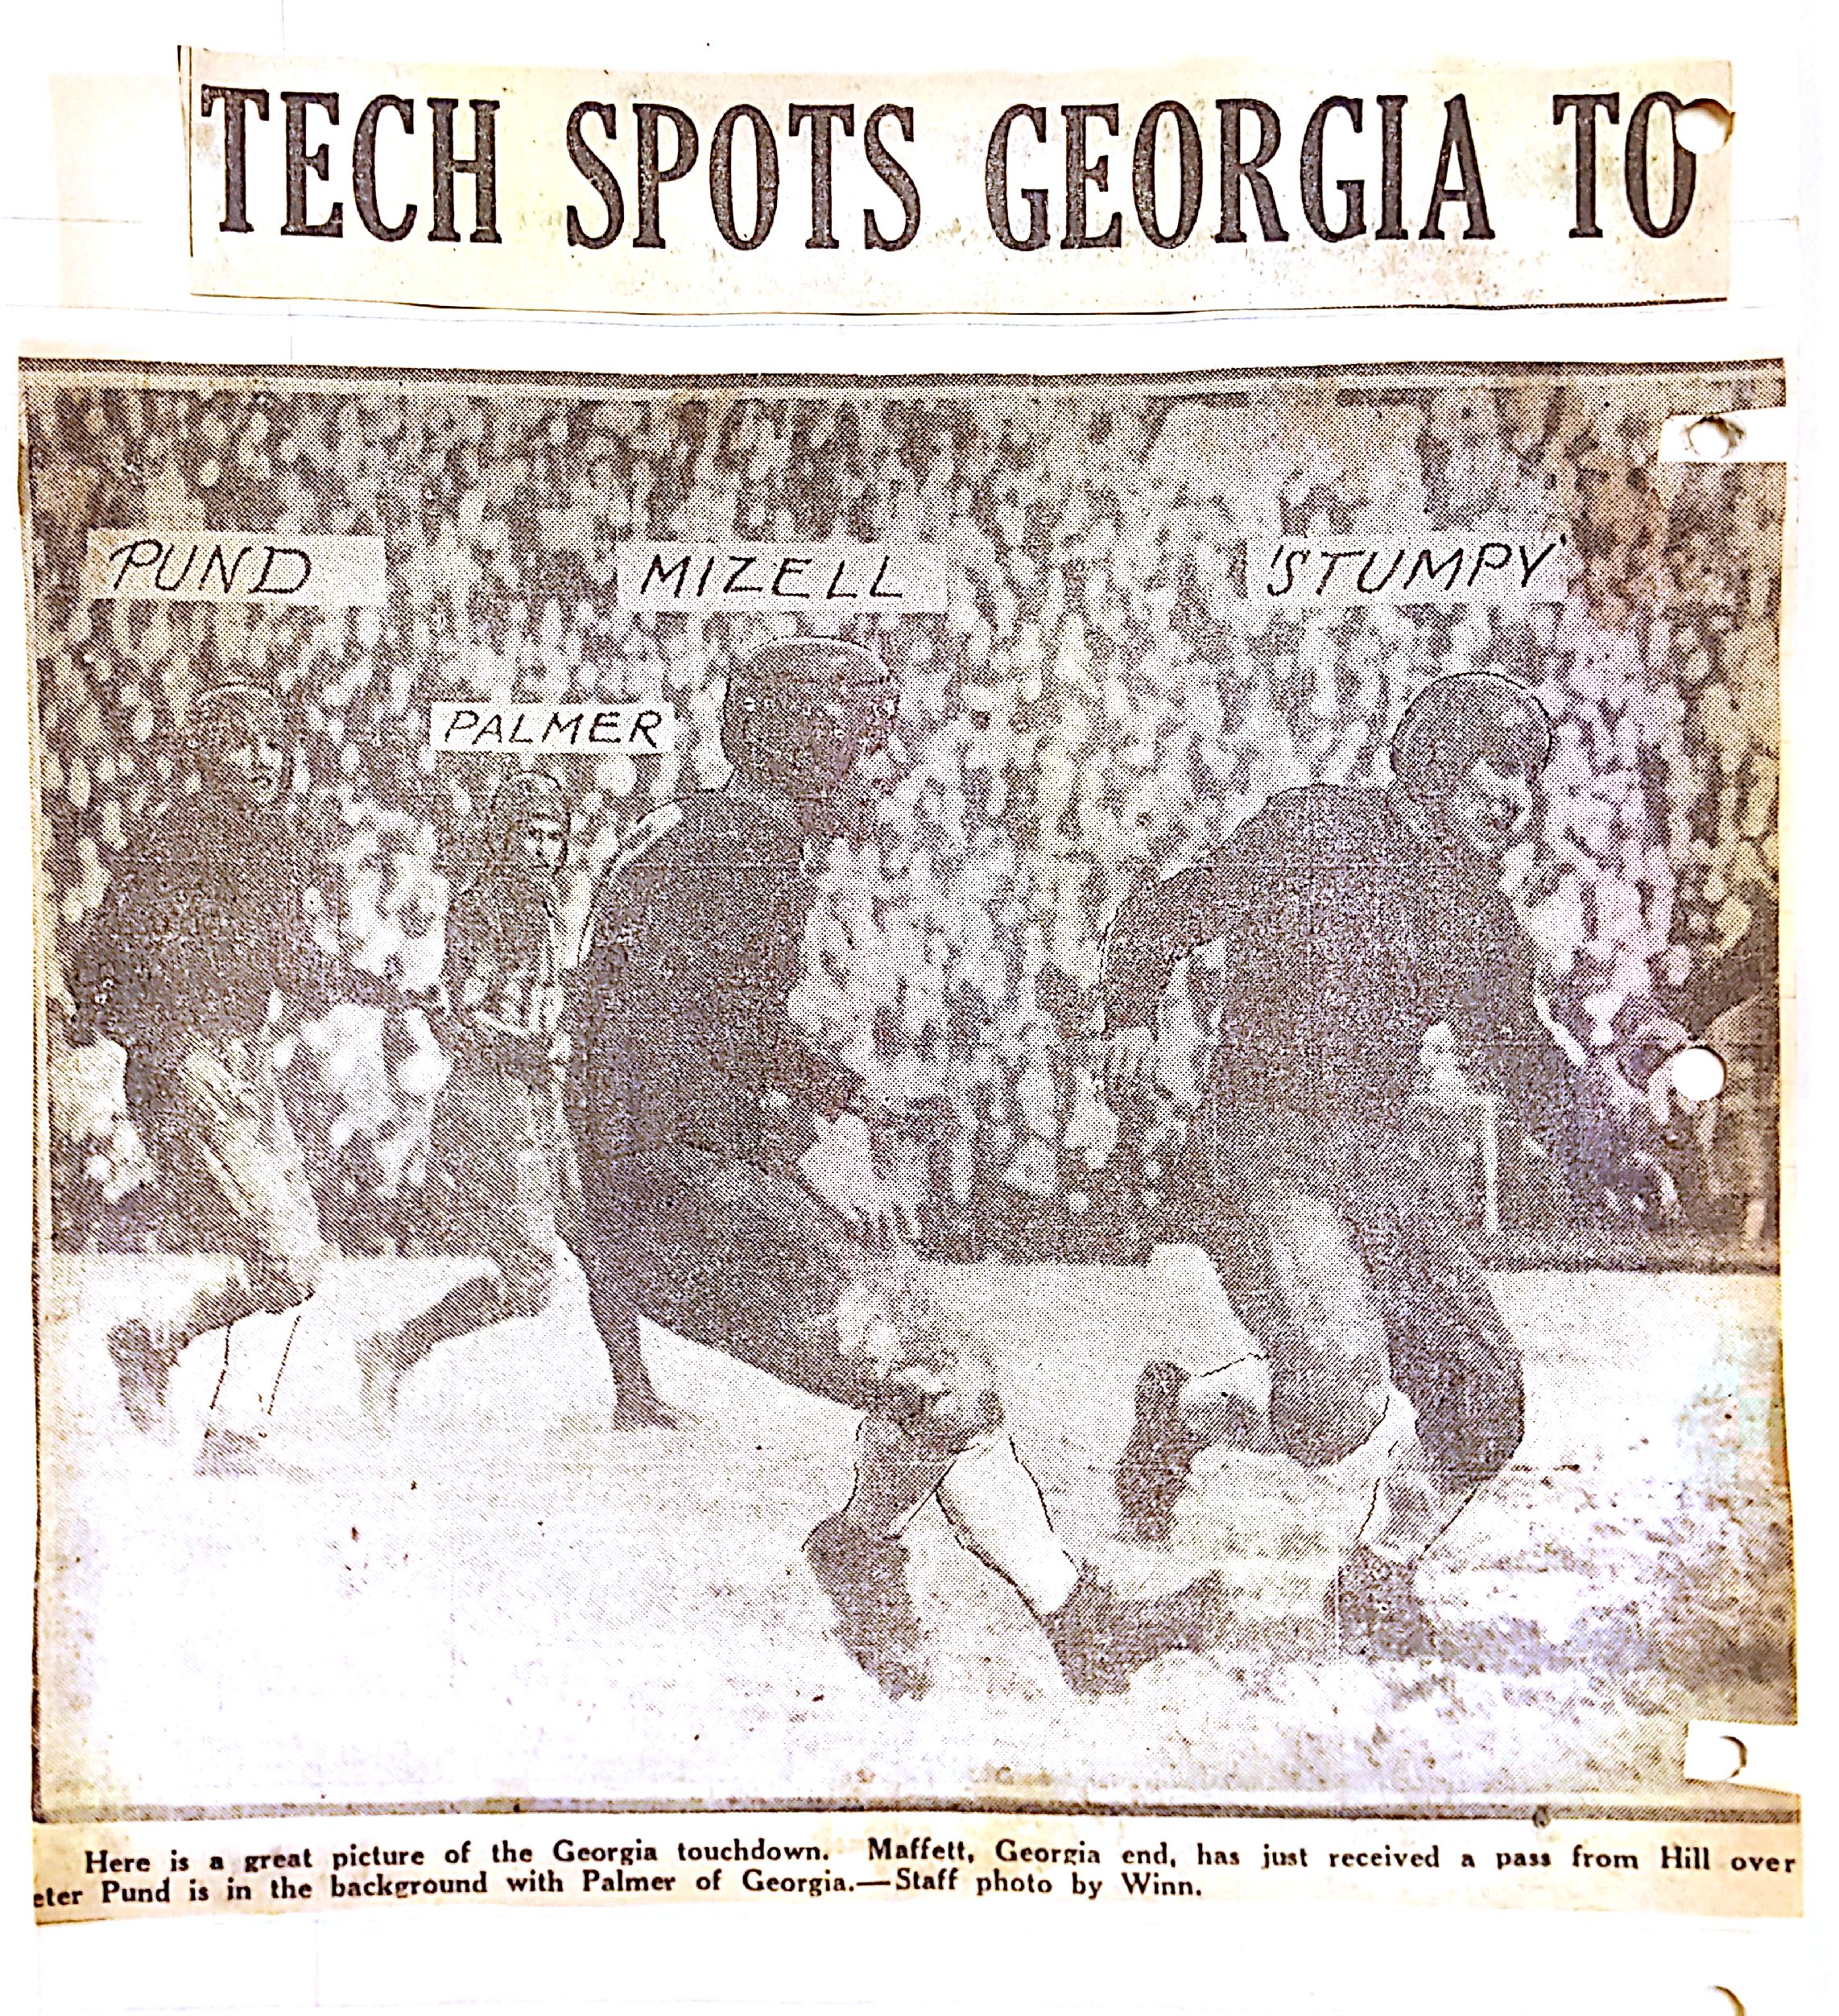 TECH SPOTS GEORGIA TO
PUND
MIZELL
'STUMPY'
PALMER
Here is a great picture of the Georgia touchdown. Maffett, Georgia end, has just received a pass from Hill over
eter Pund is in the background with Palmer of Georgia.—Staff photo by Winn.